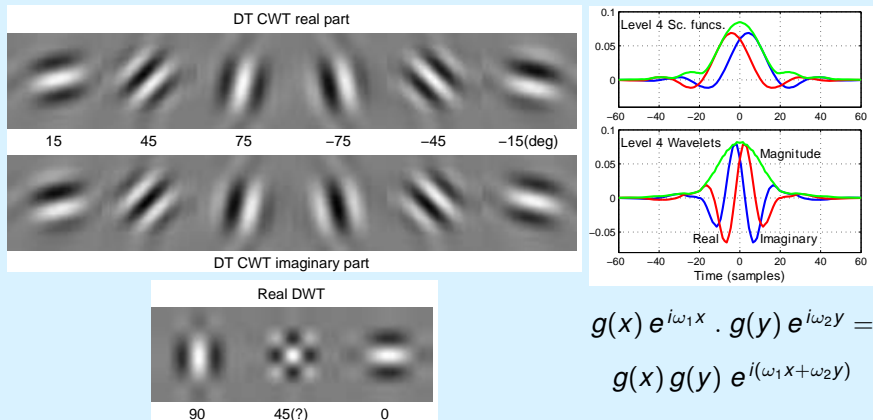 DT CWT real part
15 45 75 −75 −45 −15(deg)
DT CWT imaginary part
Real DWT
90 45(?) 0
Level 4 Sc. funcs.
0.1
0.05
0
−60 −40 −20 0 20 40 60
Level 4 Wavelets
Magnitude
0.1
0.05
0
−0.05
Real Imaginary
−60 −40 −20 0 20 40 60
Time (samples)
g(x) e^{iω₁x} . g(y) e^{iω₂y} =
g(x) g(y) e^{i(ω₁x+ω₂y)}